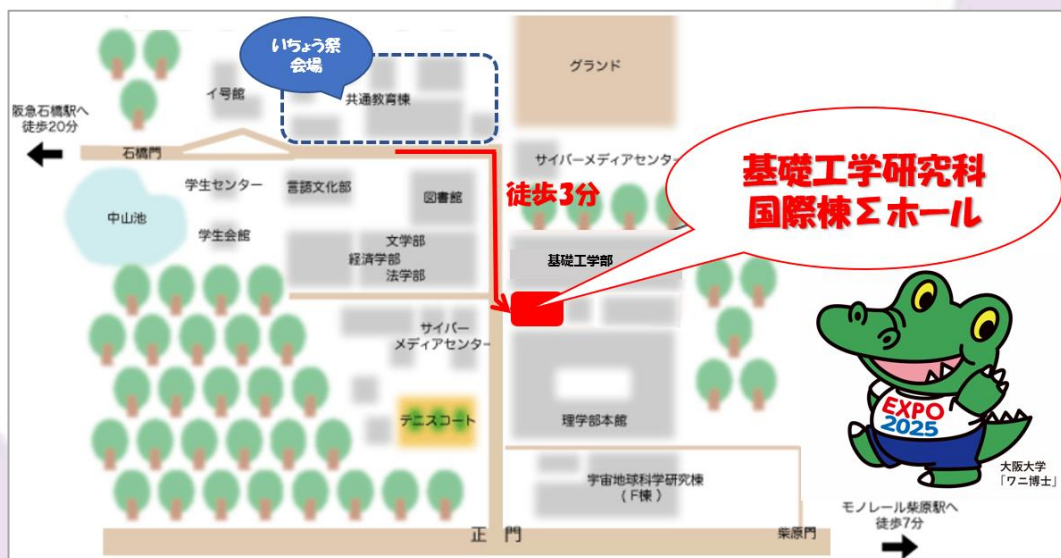 いちょう祭
会場
グランド
イ号館
共通教育棟
阪急石橋駅へ
徒歩20分
石橋門
サイバーメディアセンター
基礎工学研究科
国際棟Σホール
学生センター
言語文化部
図書館
徒歩3分
中山池
学生会館
文学部
経済学部
法学部
基礎工学部
サイバー
メディアセンター
EXPO
2025
テニスコート
理学部本館
大阪大学
「ワニ博士」
宇宙地球科学研究棟
(F棟)
モノレール柴原駅へ
徒歩7分
正門
柴原門